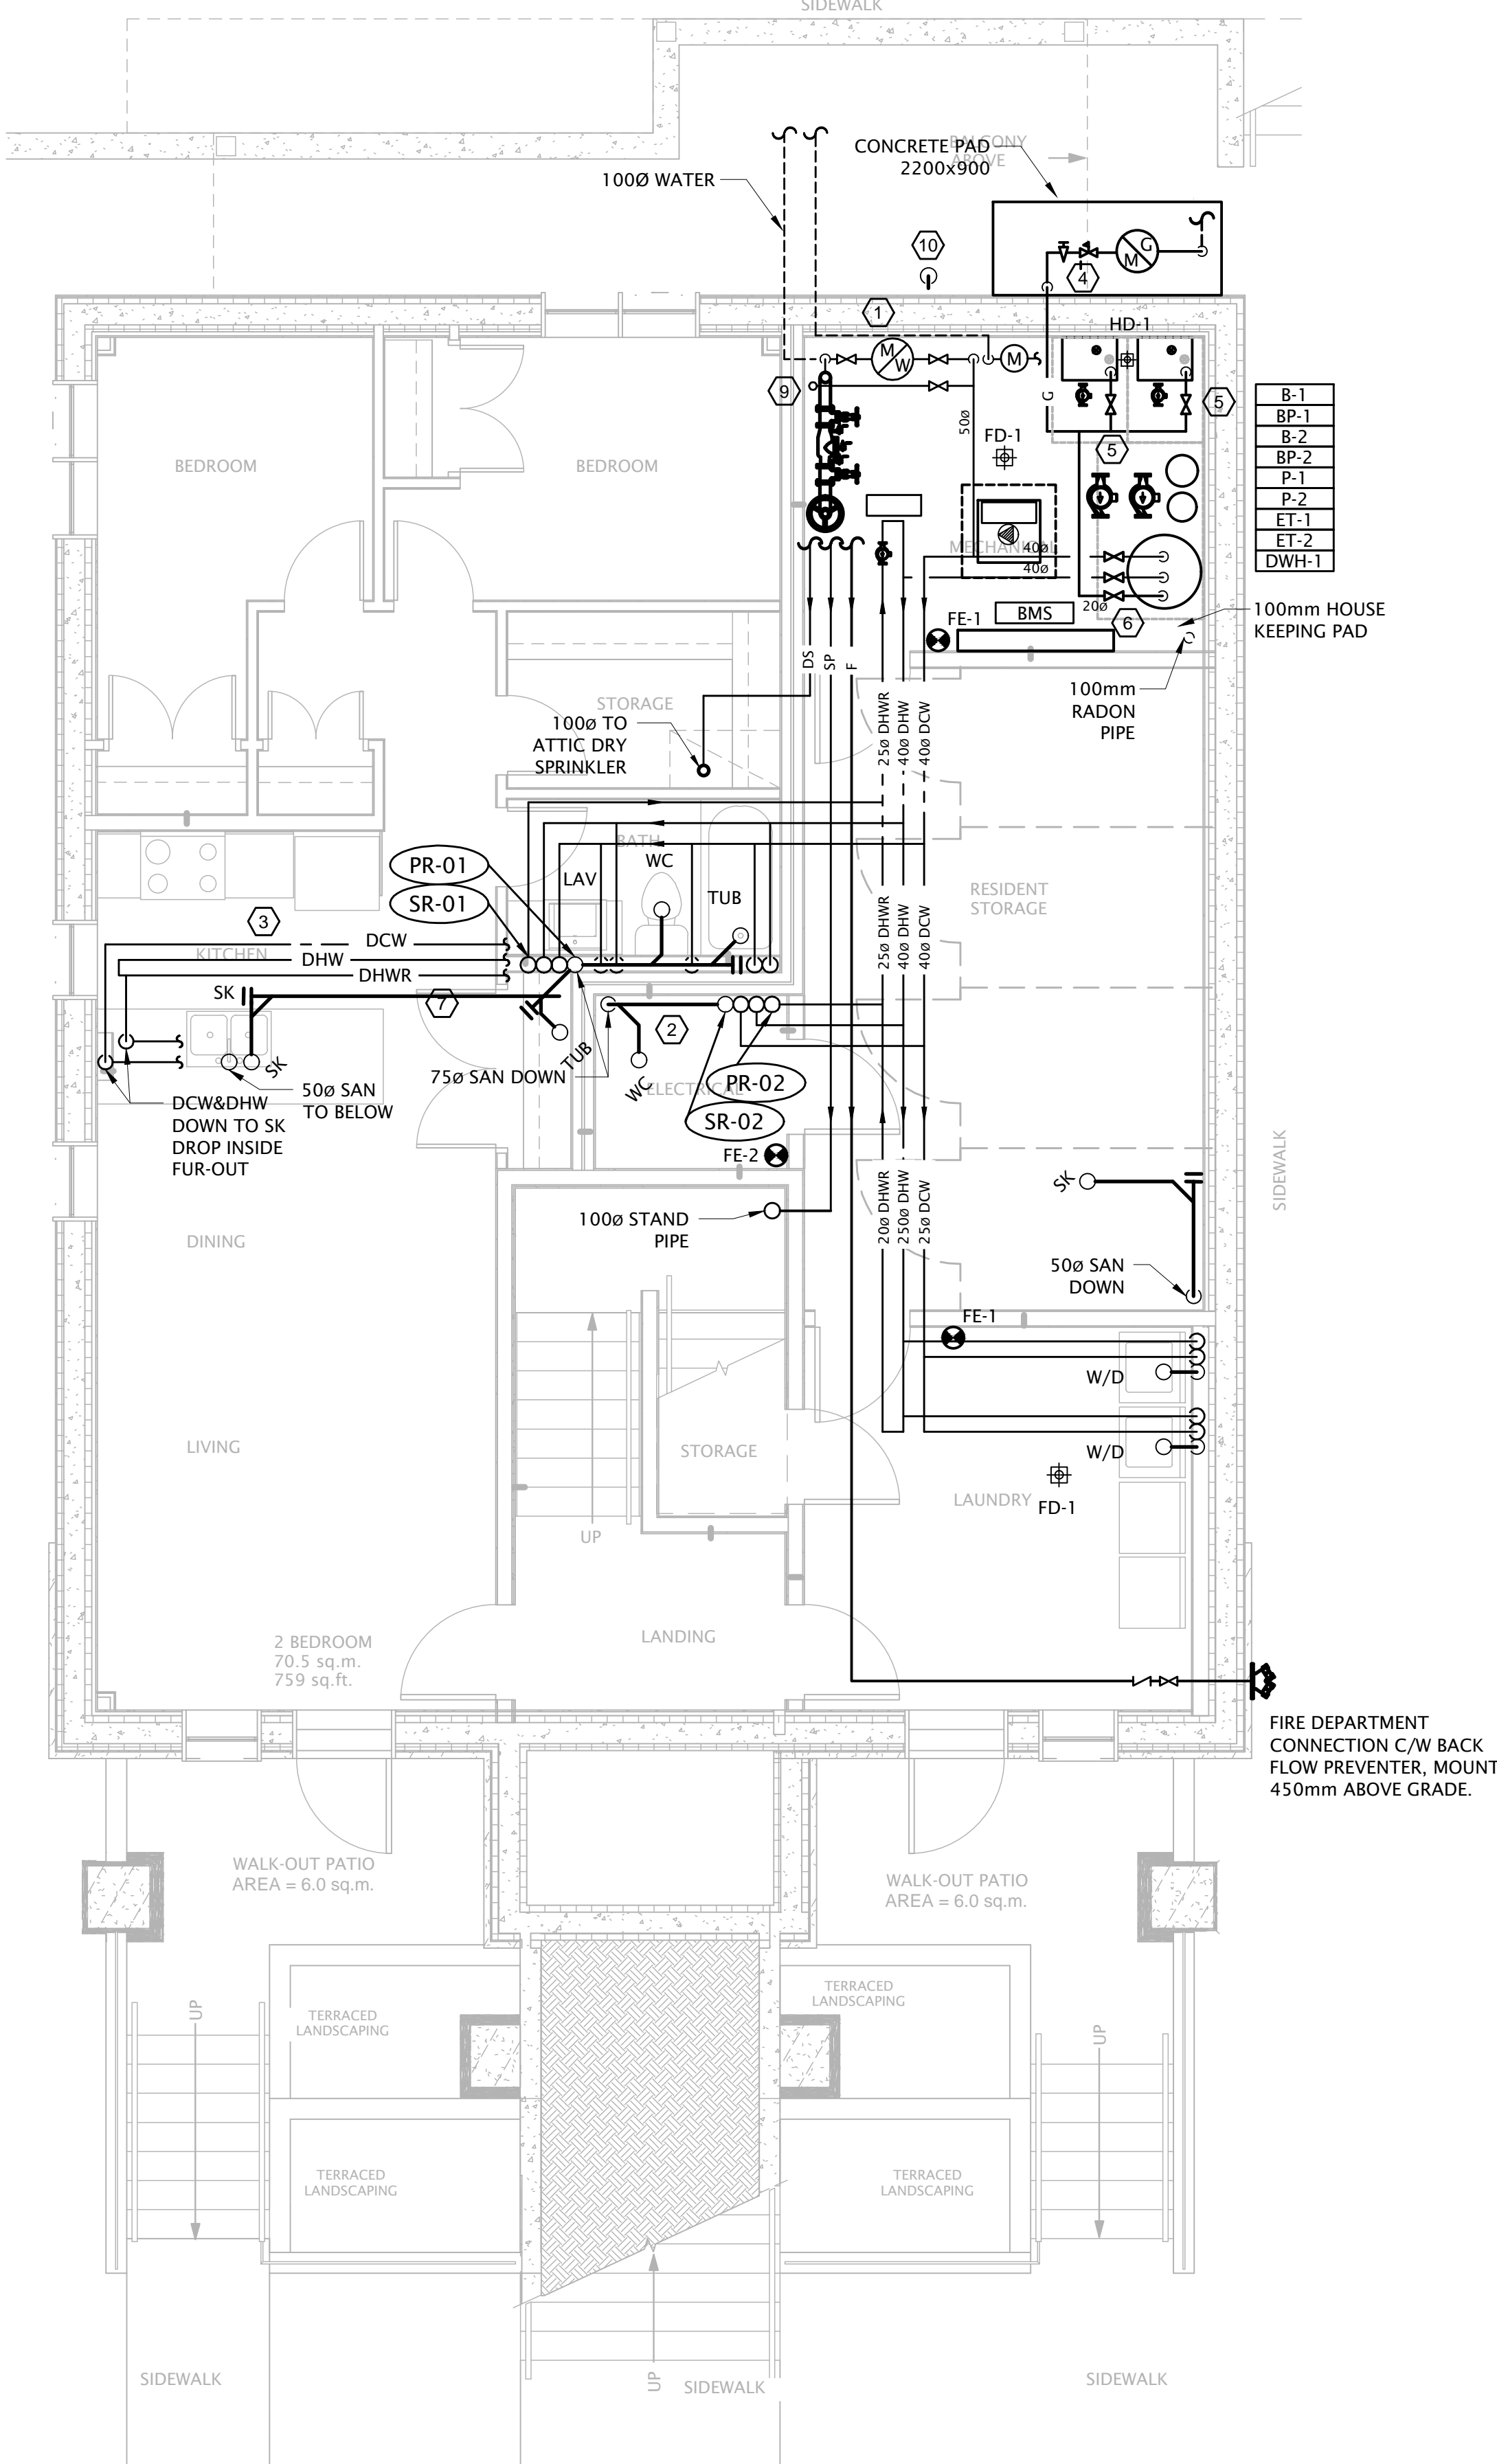 SIDEWALK
CONCRETE PAD
2200x900
BALCONY
ABOVE
100Ø WATER
10
G
M
4
1
HD-1
M
W
M
9
G
50ø
FD-1
5
5
B-1
BP-1
B-2
BP-2
P-1
P-2
ET-1
ET-2
DWH-1
BEDROOM
BEDROOM
MECHANICAL
40ø
40ø
20ø
BMS
FE-1
6
100mm HOUSE
KEEPING PAD
100mm
RADON
PIPE
DS
SP
F
25ø DHWR
40ø DHW
40ø DCW
STORAGE
100ø TO
ATTIC DRY
SPRINKLER
BATH
WC
LAV
TUB
PR-01
SR-01
3
KITCHEN
DCW
DHW
DHWR
RESIDENT
STORAGE
25ø DHWR
40ø DHW
40ø DCW
SK
7
2
SK
TUB
WC
75ø SAN DOWN
ELECTRICAL
PR-02
SR-02
50ø SAN
TO BELOW
DCW&DHW
DOWN TO SK
DROP INSIDE
FUR-OUT
FE-2
SK
SIDEWALK
20ø DHWR
250ø DHW
25ø DCW
100ø STAND
PIPE
DINING
50ø SAN
DOWN
FE-1
W/D
W/D
LIVING
STORAGE
LAUNDRY
FD-1
UP
2 BEDROOM
70.5 sq.m.
759 sq.ft.
LANDING
FIRE DEPARTMENT
CONNECTION C/W BACK
FLOW PREVENTER, MOUNT
450mm ABOVE GRADE.
WALK-OUT PATIO
AREA = 6.0 sq.m.
WALK-OUT PATIO
AREA = 6.0 sq.m.
UP
TERRACED
LANDSCAPING
TERRACED
LANDSCAPING
UP
TERRACED
LANDSCAPING
TERRACED
LANDSCAPING
SIDEWALK
UP
SIDEWALK
SIDEWALK